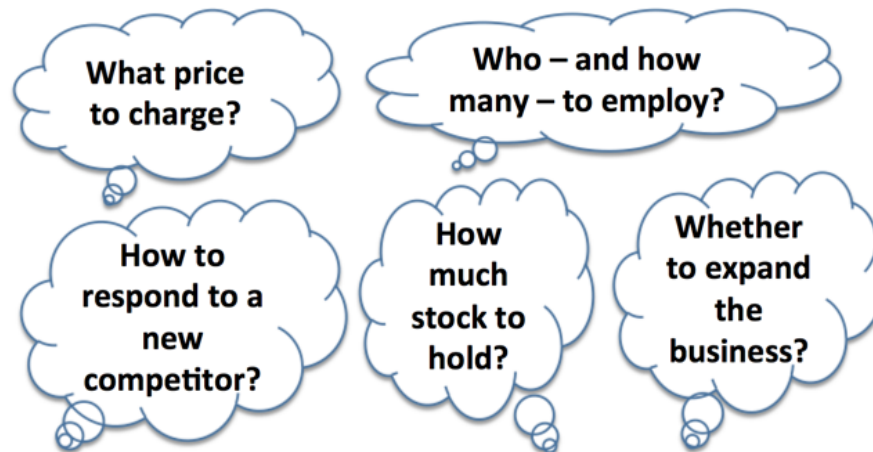 What price
to charge?
Who – and how
many – to employ?
How to
respond to a
new
competitor?
How
much
stock to
hold?
Whether
to expand
the
business?